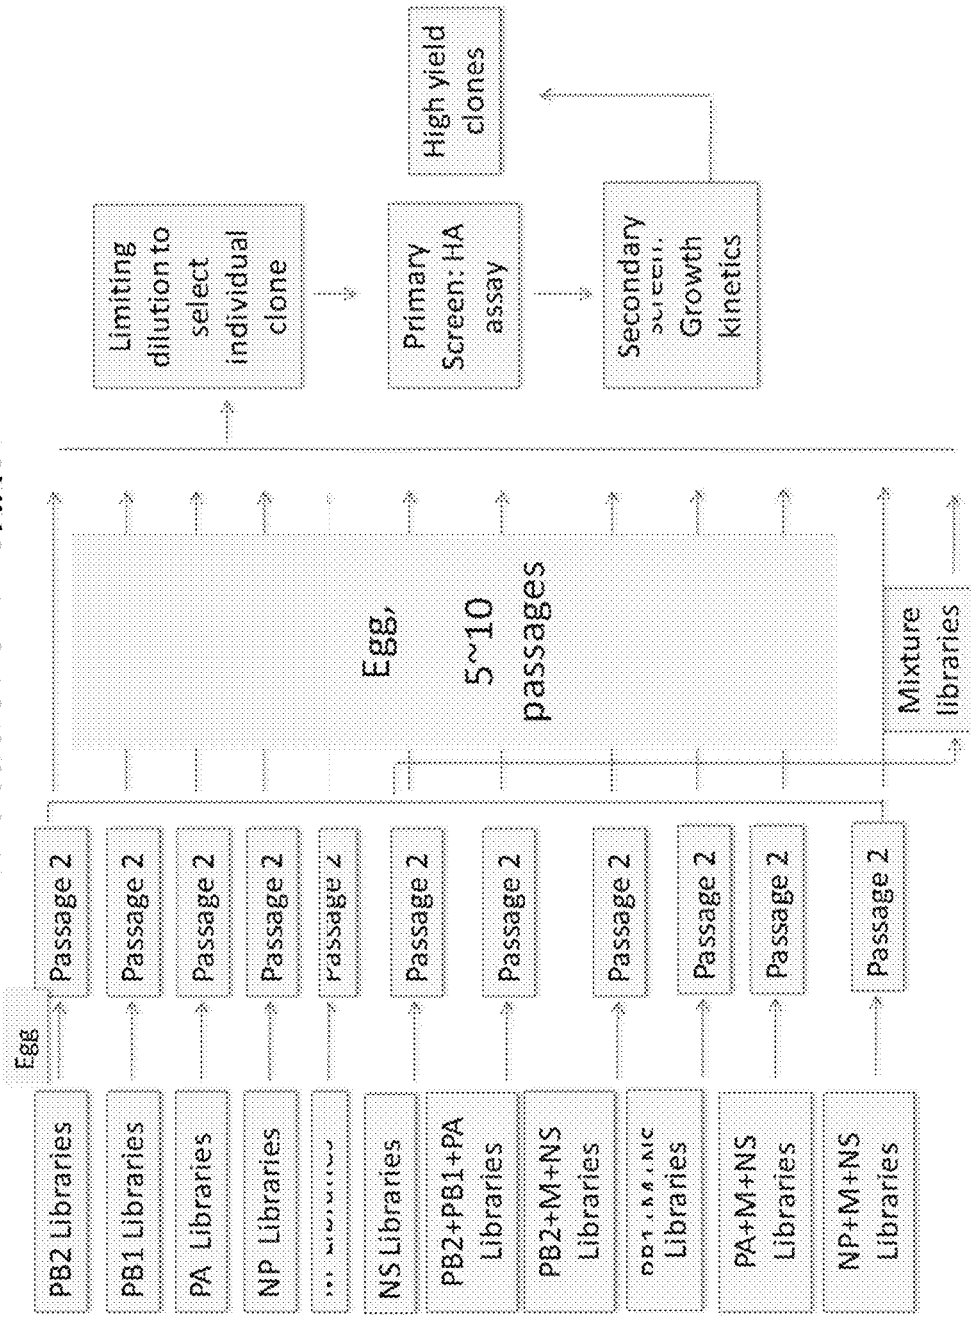 Egg
PB2 Libraries
Passage 2
PB1 Libraries
Passage 2
PA Libraries
Passage 2
NP Libraries
Passage 2
Passage 2
NS Libraries
Passage 2
PB2+PB1+PA
Libraries
Passage 2
PB2+M+NS
Libraries
Passage 2
Libraries
Passage 2
PA+M+NS
Libraries
Passage 2
NP+M+NS
Libraries
Passage 2
Egg,
5~10
passages
Mixture
libraries
Limiting
dilution to
select
individual
clone
Primary
Screen: HA
assay
Secondary
Growth
kinetics
High yield
clones